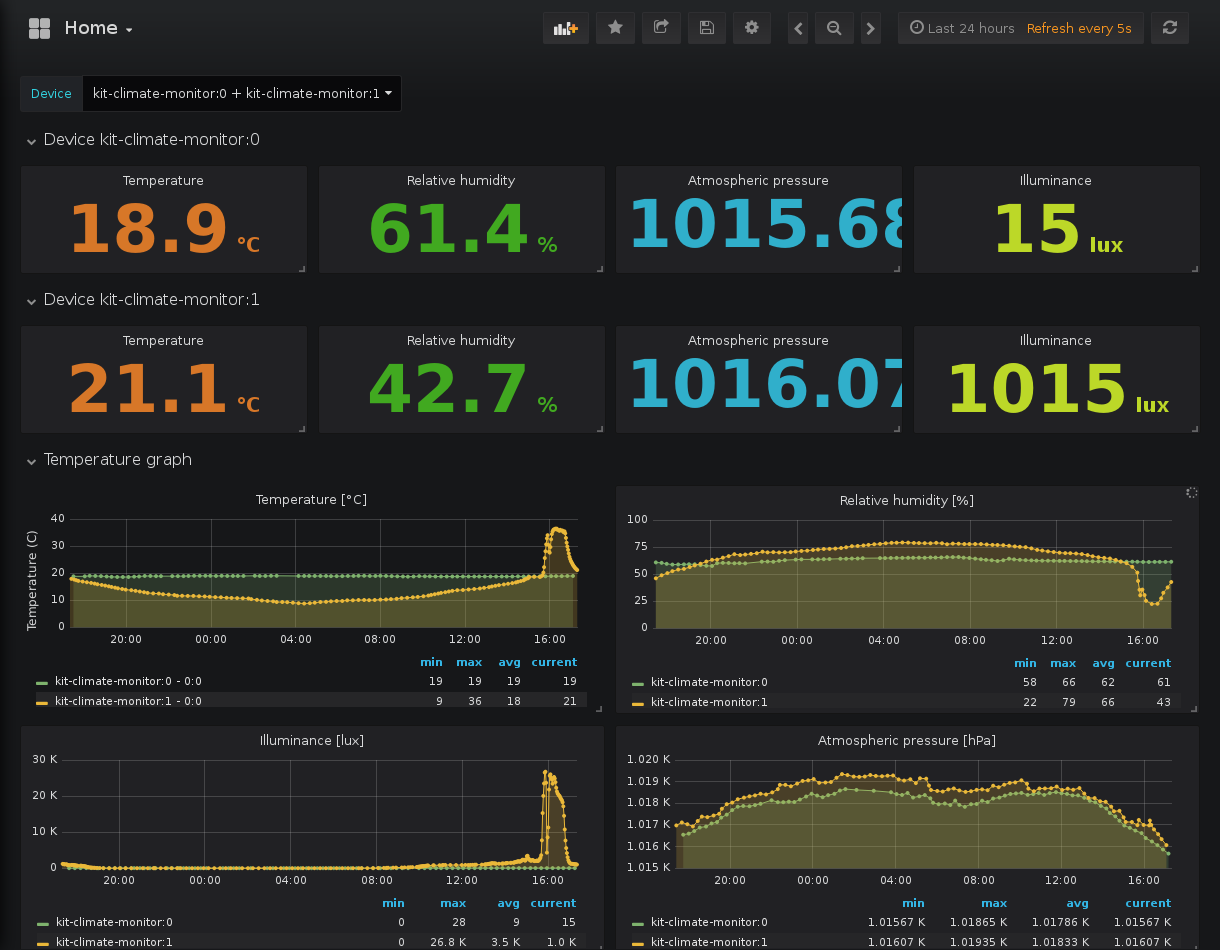 Home
Last 24 hours Refresh every 5s
Device kit-climate-monitor:0 + kit-climate-monitor:1
Device kit-climate-monitor:0
Temperature Relative humidity Atmospheric pressure Illuminance
18.9 °C 61.4 % 1015.68 15 lux
Device kit-climate-monitor:1
Temperature Relative humidity Atmospheric pressure Illuminance
21.1 °C 42.7 % 1016.07 1015 lux
Temperature graph
Temperature [°C]
Temperature (C)
40
30
20
10
0
20:00 00:00 04:00 08:00 12:00 16:00
min max avg current
kit-climate-monitor:0 - 0:0 19 19 19 19
kit-climate-monitor:1 - 0:0 9 36 18 21
Relative humidity [%]
100
75
50
25
0
20:00 00:00 04:00 08:00 12:00 16:00
min max avg current
kit-climate-monitor:0 58 66 62 61
kit-climate-monitor:1 22 79 66 43
Illuminance [lux]
30 K
20 K
10 K
0
20:00 00:00 04:00 08:00 12:00 16:00
min max avg current
kit-climate-monitor:0 0 28 9 15
kit-climate-monitor:1 0 26.8 K 3.5 K 1.0 K
Atmospheric pressure [hPa]
1.020 K
1.019 K
1.018 K
1.017 K
1.016 K
1.015 K
20:00 00:00 04:00 08:00 12:00 16:00
min max avg current
kit-climate-monitor:0 1.01567 K 1.01865 K 1.01786 K 1.01567 K
kit-climate-monitor:1 1.01607 K 1.01935 K 1.01833 K 1.01607 K